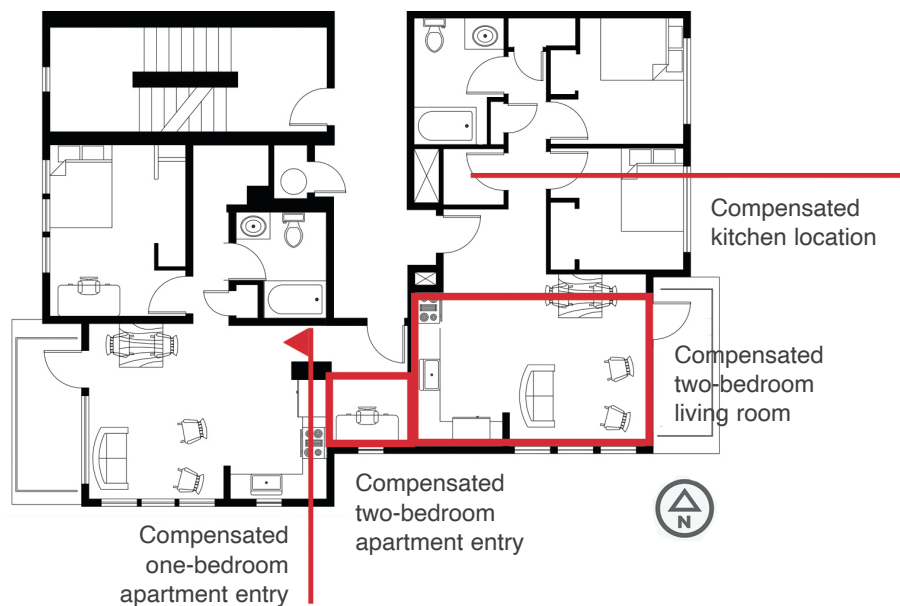 Compensated
kitchen location
Compensated
two-bedroom
living room
Compensated
two-bedroom
apartment entry
Compensated
one-bedroom
apartment entry
N